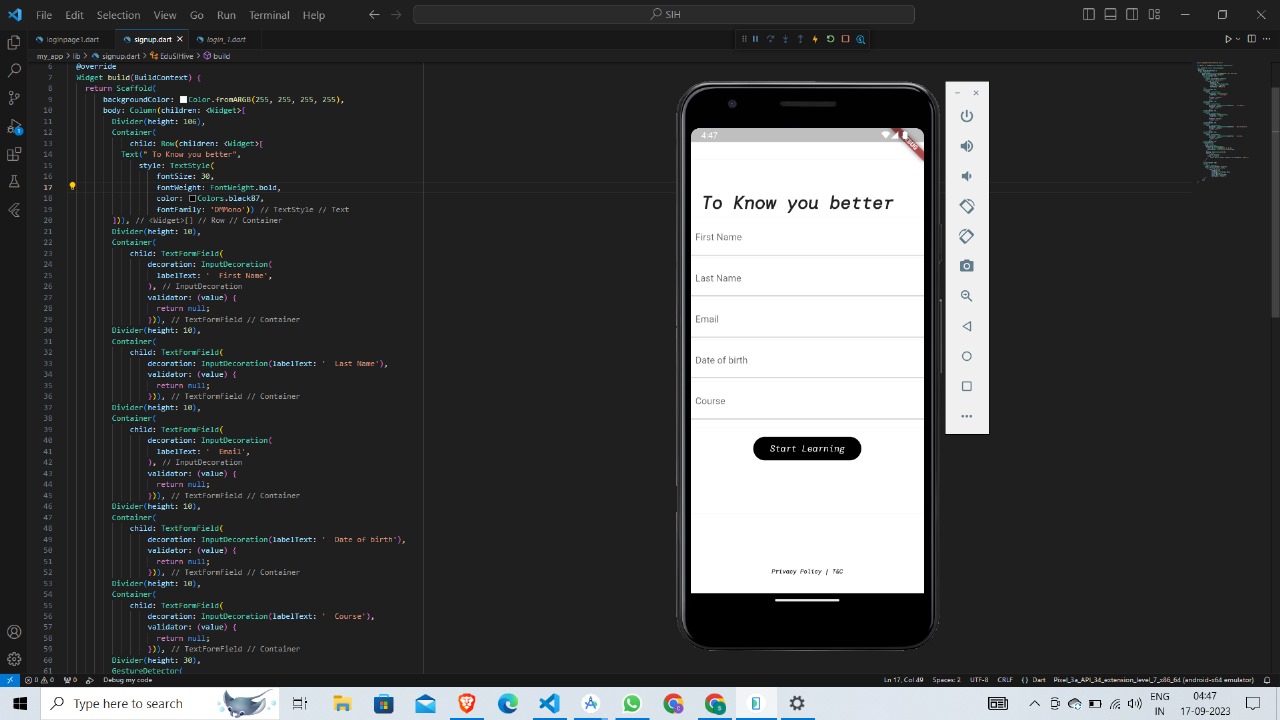 File Edit Selection View Go Run Terminal Help
SIH
loginpage1.dart signup.dart login_1.dart
my_app > lib > signup.dart > EduSIHive > build
6 @override
7 Widget build(BuildContext) {
8 return Scaffold(
9 backgroundColor: Color.fromARGB(255, 255, 255, 255),
10 body: Column(children: <Widget>[
11 Divider(height: 106),
12 Container(
13 child: Row(children: <Widget>[
14 Text(" To Know you better",
15 style: TextStyle(
16 fontSize: 30,
17 fontWeight: FontWeight.bold,
18 color: Colors.black87,
19 fontFamily: 'DMMono')) // TextStyle // Text
20 ])), // <Widget>[] // Row // Container
21 Divider(height: 10),
22 Container(
23 child: TextFormField(
24 decoration: InputDecoration(
25 labelText: '  First Name',
26 ), // InputDecoration
27 validator: (value) {
28 return null;
29 })), // TextFormField // Container
30 Divider(height: 10),
31 Container(
32 child: TextFormField(
33 decoration: InputDecoration(labelText: '  Last Name'),
34 validator: (value) {
35 return null;
36 })), // TextFormField // Container
37 Divider(height: 10),
38 Container(
39 child: TextFormField(
40 decoration: InputDecoration(
41 labelText: '  Email',
42 ), // InputDecoration
43 validator: (value) {
44 return null;
45 })), // TextFormField // Container
46 Divider(height: 10),
47 Container(
48 child: TextFormField(
49 decoration: InputDecoration(labelText: '  Date of birth'),
50 validator: (value) {
51 return null;
52 })), // TextFormField // Container
53 Divider(height: 10),
54 Container(
55 child: TextFormField(
56 decoration: InputDecoration(labelText: '  Course'),
57 validator: (value) {
58 return null;
59 })), // TextFormField // Container
60 Divider(height: 30),
61 GestureDetector(
4:47
To Know you better
First Name
Last Name
Email
Date of birth
Course
Start Learning
Privacy Policy | T&C
0 0 0 Debug my code Ln 17, Col 49 Spaces: 2 UTF-8 CRLF {} Dart Pixel_3a_API_34_extension_level_7_x86_64 (android-x64 emulator)
Type here to search
ENG
IN
04:47
17-09-2023